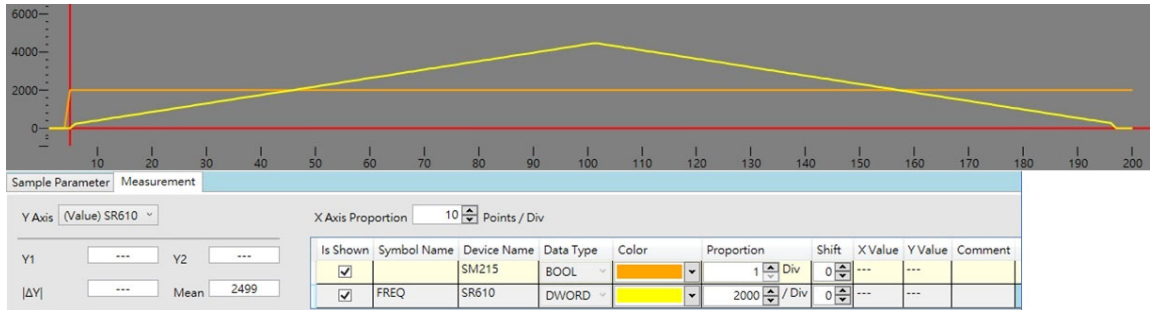 6000
4000
2000
0
10 20 30 40 50 60 70 80 90 100 110 120 130 140 150 160 170 180 190 200
Sample Parameter Measurement
Y Axis (Value) SR610 X Axis Proportion 10 Points / Div
Is Shown Symbol Name Device Name Data Type Color Proportion Shift X Value Y Value Comment
Y1 --- Y2 --- SM215 BOOL 1 Div 0 --- ---
|ΔY| --- Mean 2499 FREQ SR610 DWORD 2000 / Div 0 --- ---